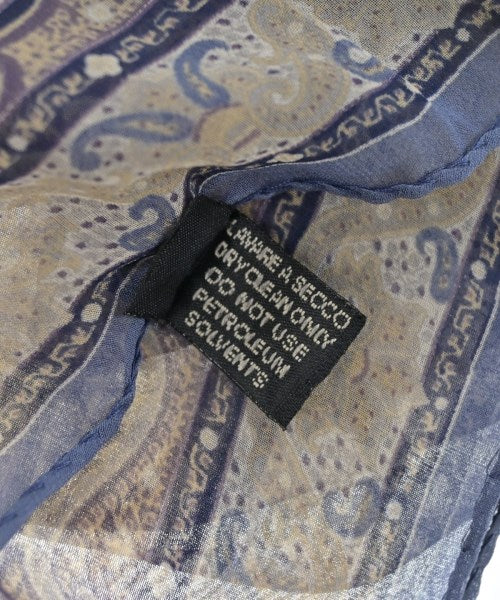 LAVARE A SECCO
DRY CLEAN ONLY
DO NOT USE
PETROLEUM
SOLVENTS